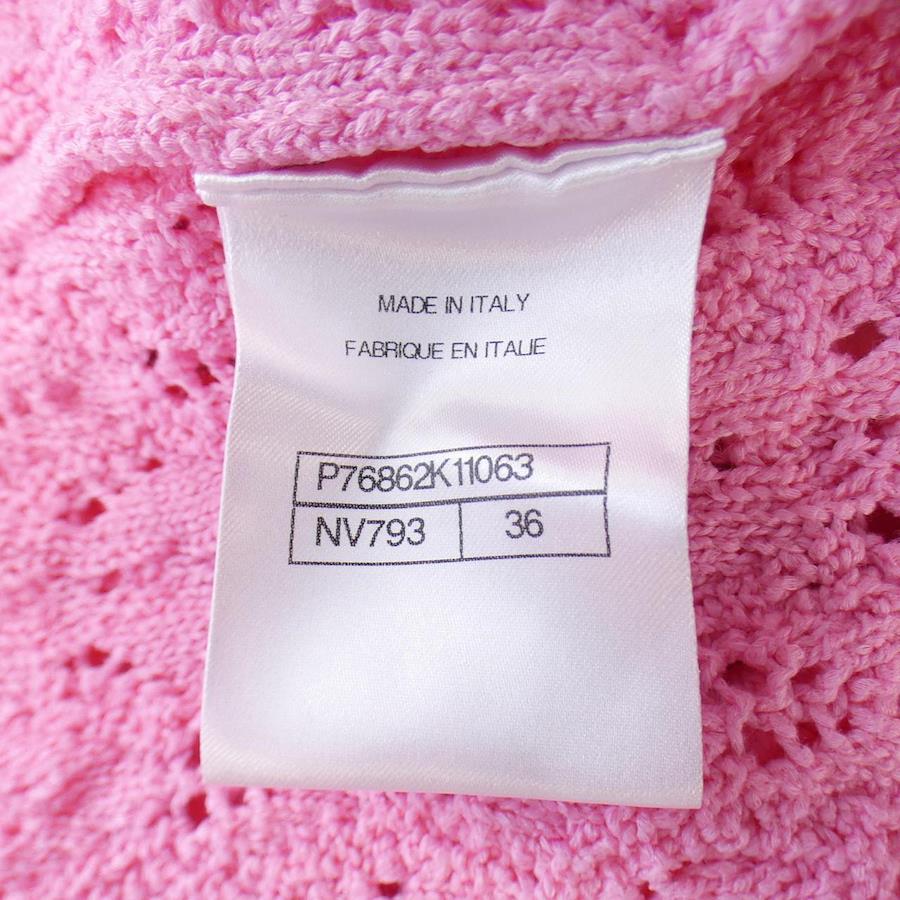 MADE IN ITALY
FABRIQUE EN ITALIE
P76862K11063
NV793 36